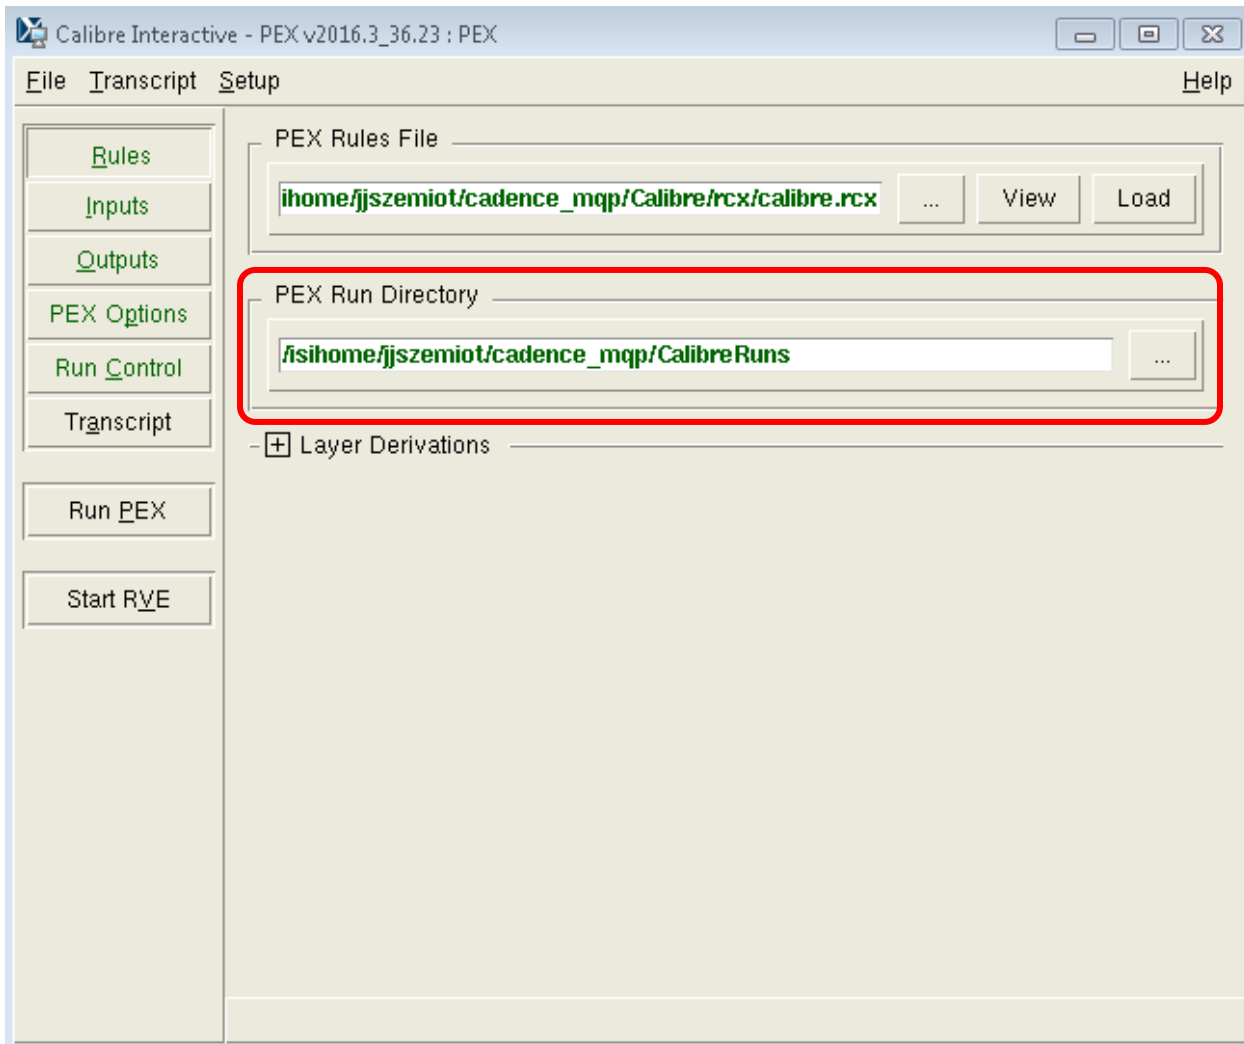 Calibre Interactive - PEX v2016.3_36.23 : PEX
File Transcript Setup Help
Rules
Inputs
Outputs
PEX Options
Run Control
Transcript
Run PEX
Start RVE
PEX Rules File
ihome/jjszemiot/cadence_mqp/Calibre/rcx/calibre.rcx ... View Load
PEX Run Directory
/isihome/jjszemiot/cadence_mqp/CalibreRuns ...
+ Layer Derivations